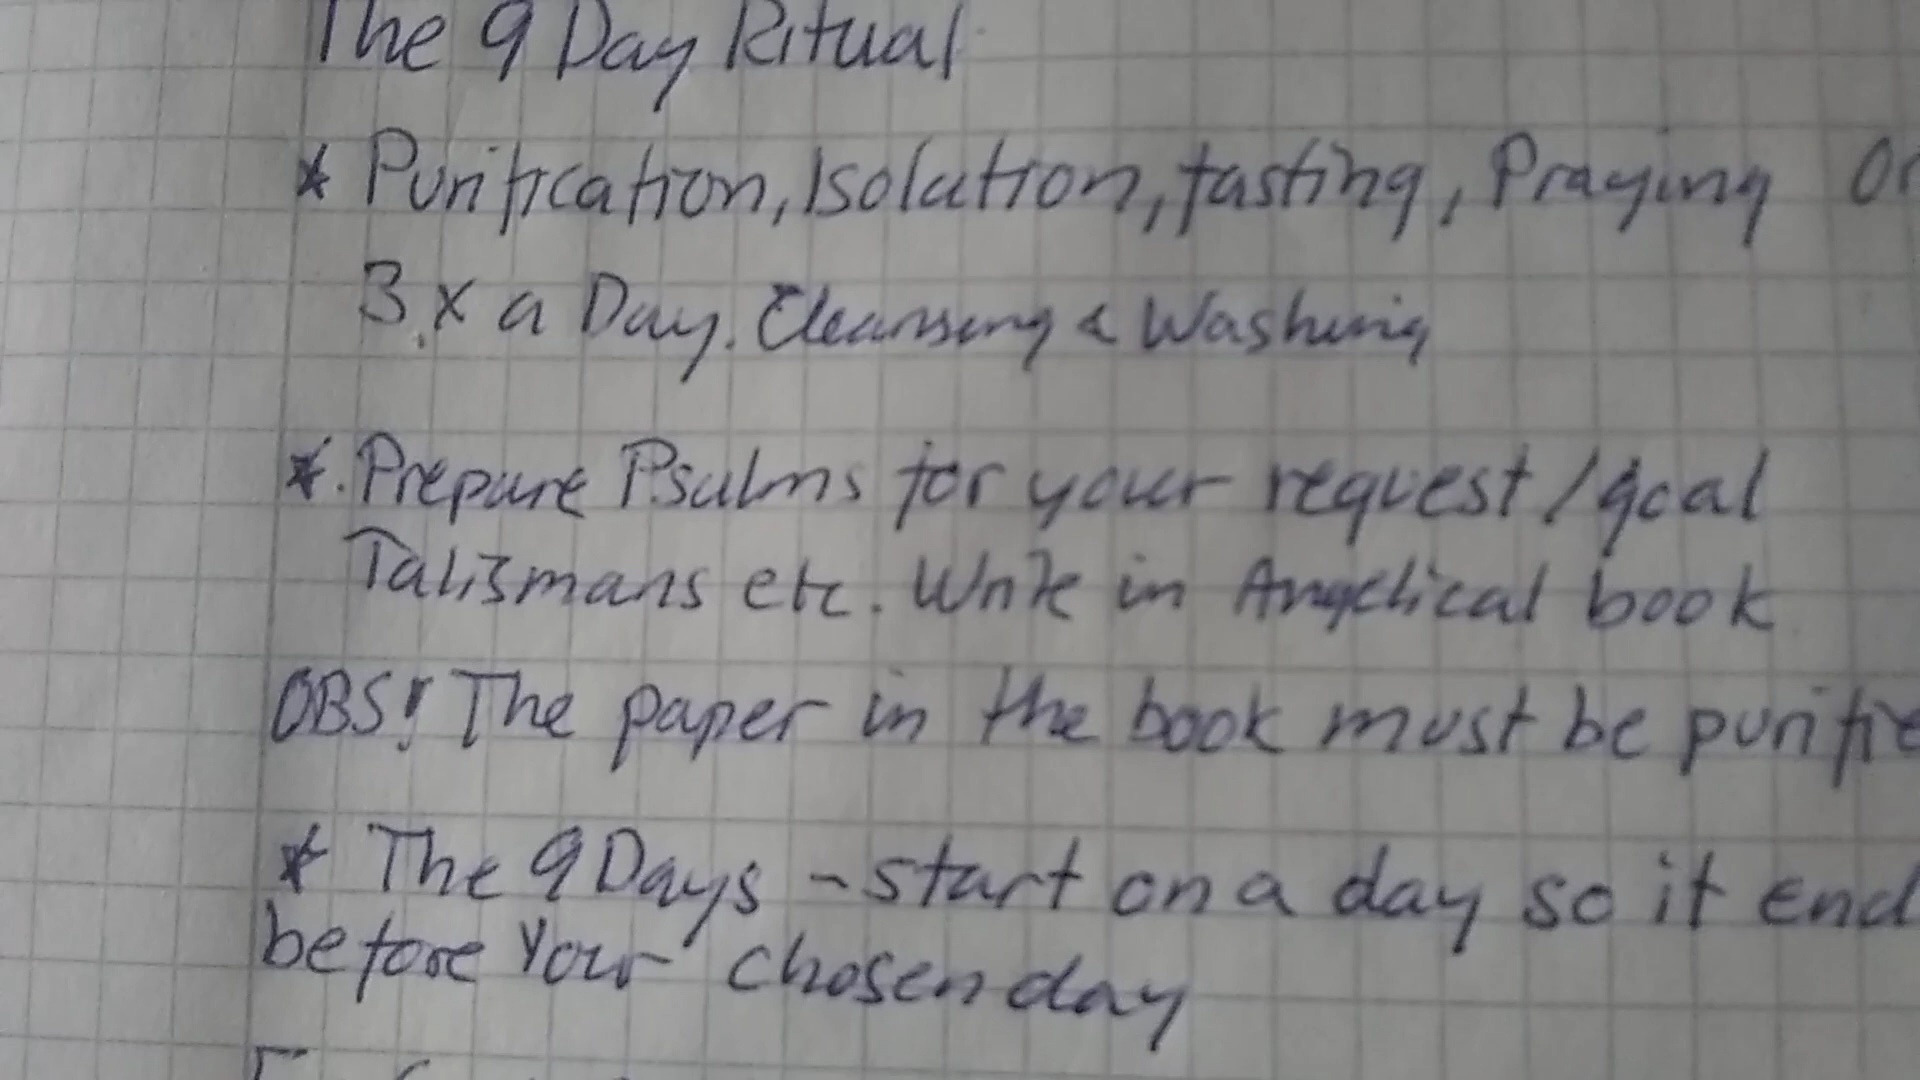 The 9 Day Ritual
* Purification, Isolation, fasting, Praying
3.x a Day. Cleansing & Washing
*. Prepare Psalms for your request/goal
Talismans etc. Write in Angelical book
OBS! The paper in the book must be purifie
* The 9 Days - start on a day so it end
before Your chosen day